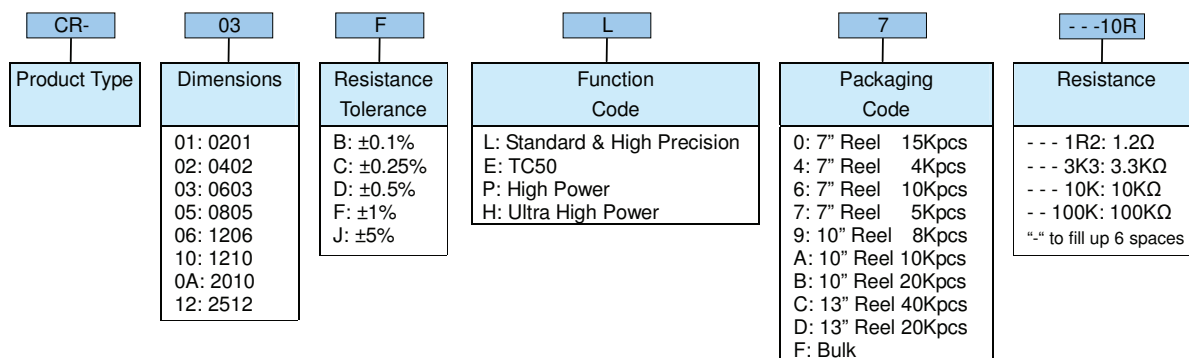 CR-
03
F
L
7
- - -10R
Product Type
Dimensions
01: 0201
02: 0402
03: 0603
05: 0805
06: 1206
10: 1210
0A: 2010
12: 2512
Resistance
Tolerance
B: ±0.1%
C: ±0.25%
D: ±0.5%
F: ±1%
J: ±5%
Function
Code
L: Standard & High Precision
E: TC50
P: High Power
H: Ultra High Power
Packaging
Code
0: 7” Reel 15Kpcs
4: 7” Reel 4Kpcs
6: 7” Reel 10Kpcs
7: 7” Reel 5Kpcs
9: 10” Reel 8Kpcs
A: 10” Reel 10Kpcs
B: 10” Reel 20Kpcs
C: 13” Reel 40Kpcs
D: 13” Reel 20Kpcs
F: Bulk
Resistance
- - - 1R2: 1.2Ω
- - - 3K3: 3.3KΩ
- - - 10K: 10KΩ
- - 100K: 100KΩ
“-“ to fill up 6 spaces